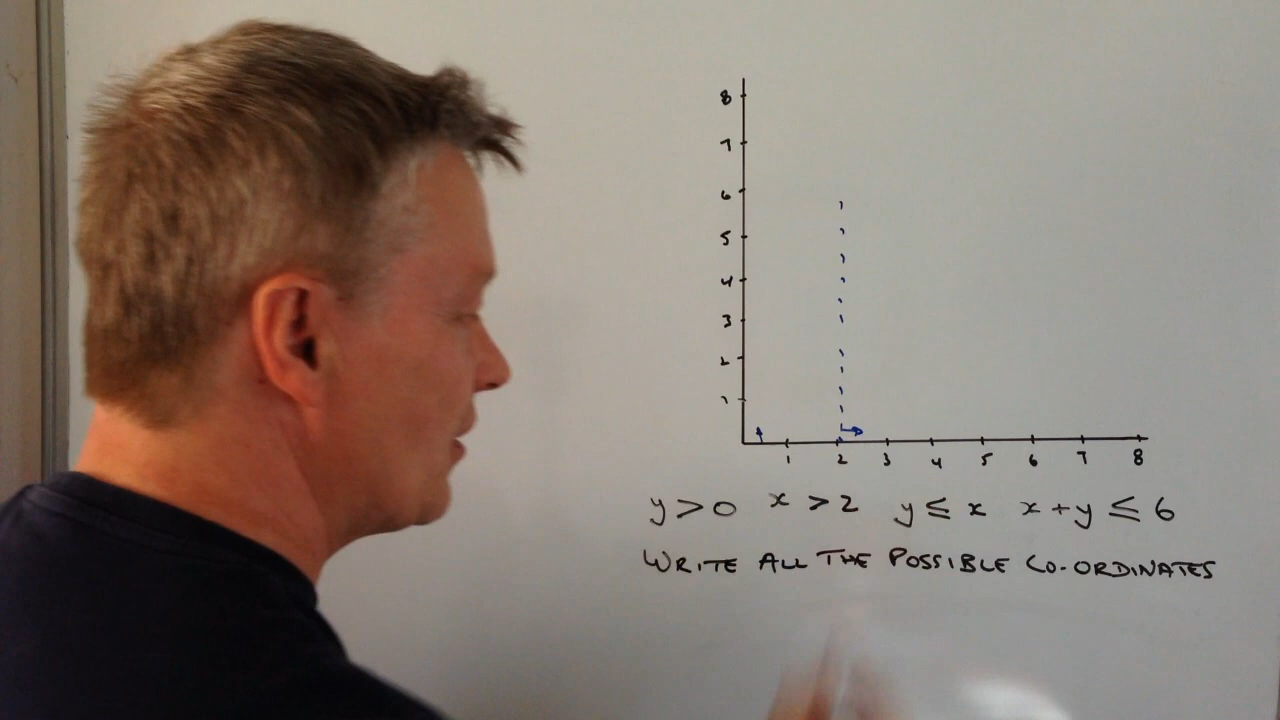 8
7
6
5
4
3
2
1
1 2 3 4 5 6 7 8
y > 0 x > 2 y ≤ x x + y ≤ 6
WRITE ALL THE POSSIBLE CO-ORDINATES